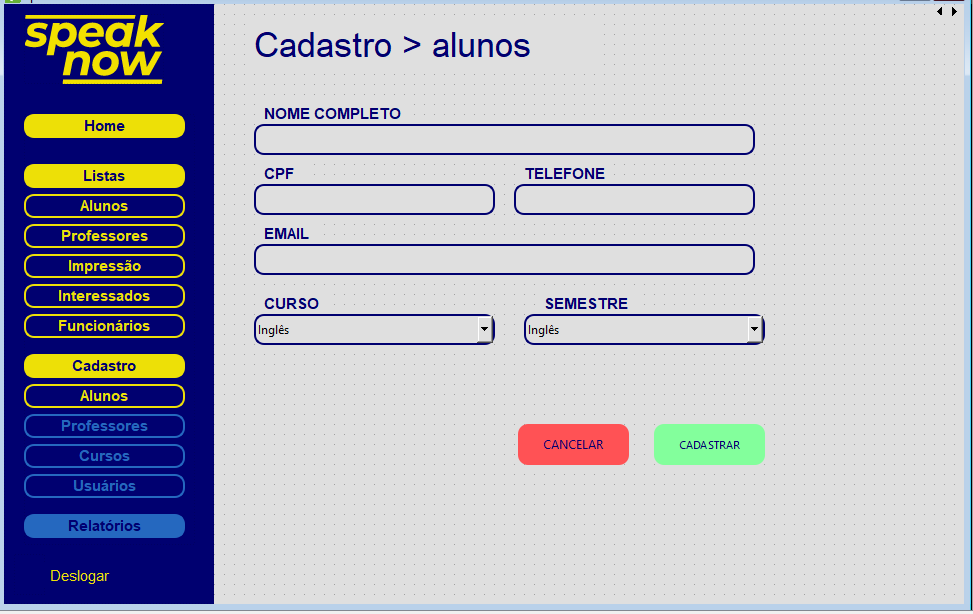 speak
now
Home
Listas
Alunos
Professores
Impressão
Interessados
Funcionários
Cadastro
Alunos
Professores
Cursos
Usuários
Relatórios
Deslogar
Cadastro > alunos
NOME COMPLETO
CPF TELEFONE
EMAIL
CURSO SEMESTRE
Inglês Inglês
CANCELAR CADASTRAR